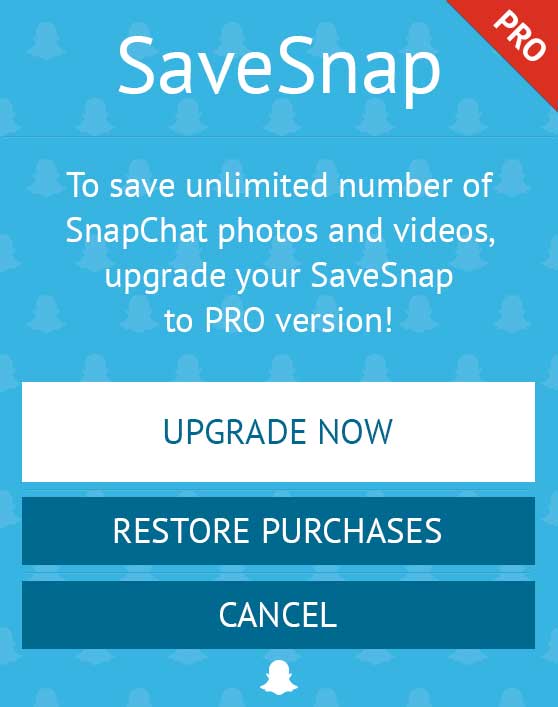 SaveSnap
PRO
To save unlimited number of
SnapChat photos and videos,
upgrade your SaveSnap
to PRO version!
UPGRADE NOW
RESTORE PURCHASES
CANCEL